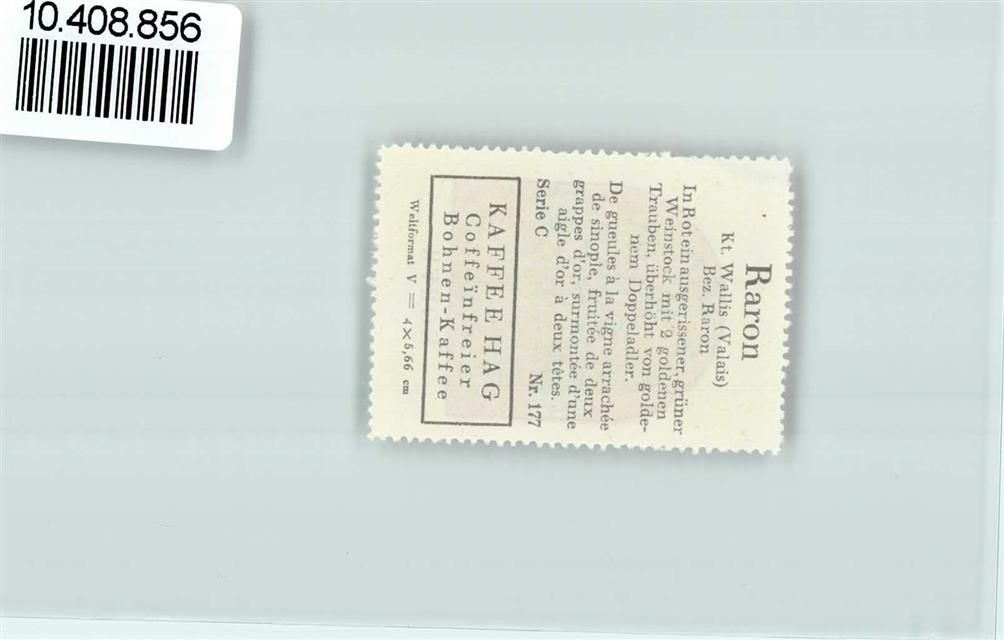 10.408.856
Raron
Kt. Wallis (Valais)
Bez. Raron
In Rot ein ausgerissener, grüner
Weinstock mit 2 goldenen
Trauben, überhöht von golde-
nem Doppeladler.
De gueules à la vigne arrachée
de sinople, fruitée de deux
grappes d'or, surmontée d'une
aigle d'or à deux têtes.
Serie C Nr. 177
KAFFEE HAG
Coffeïnfreier
Bohnen-Kaffee
Weltformat V = 4×5,66 cm